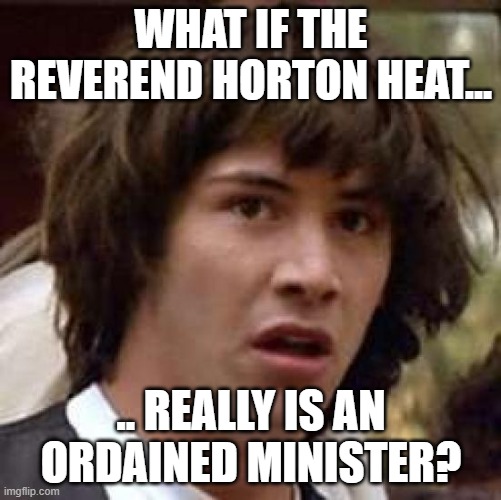 WHAT IF THE
REVEREND HORTON HEAT...
.. REALLY IS AN
ORDAINED MINISTER?
imgflip.com